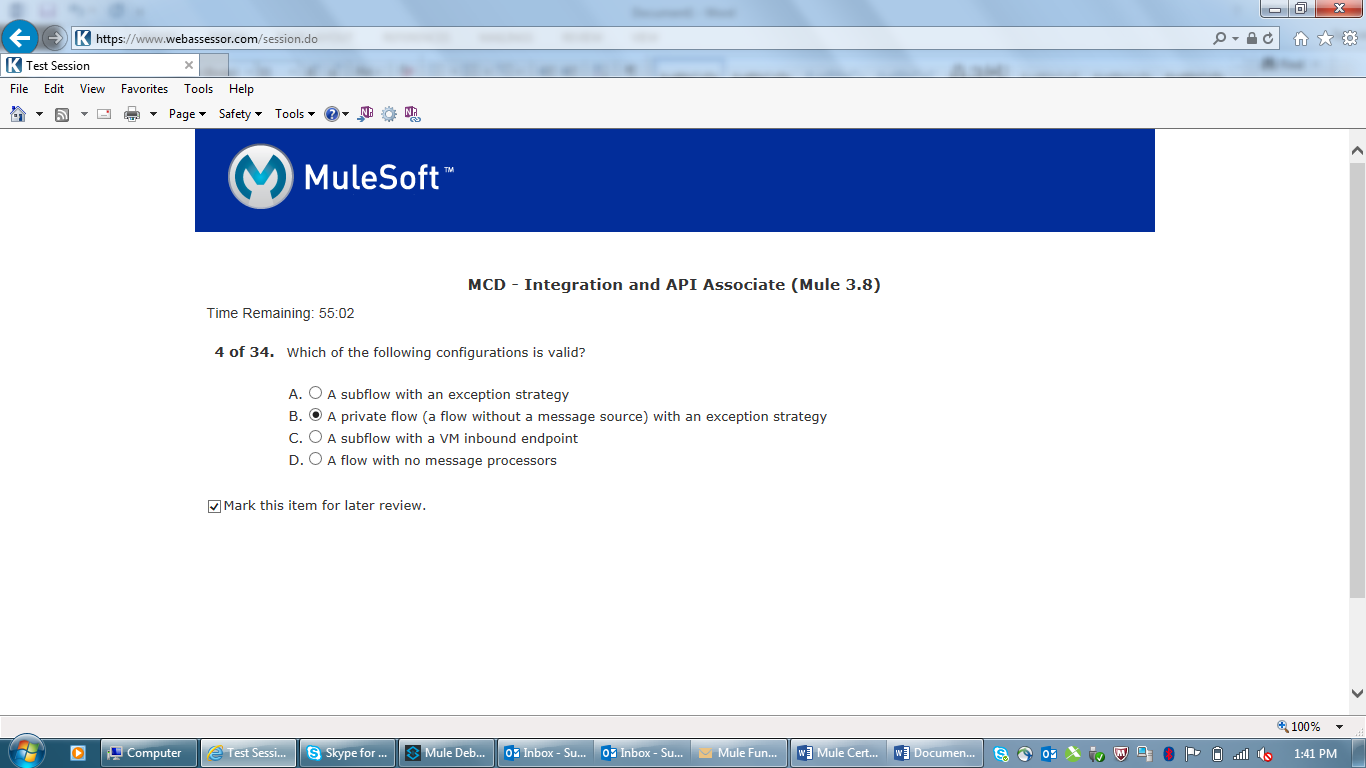 https://www.webassessor.com/session.do
Test Session
File Edit View Favorites Tools Help
Page Safety Tools
MuleSoft™
MCD - Integration and API Associate (Mule 3.8)
Time Remaining: 55:02
4 of 34. Which of the following configurations is valid?
A. A subflow with an exception strategy
B. A private flow (a flow without a message source) with an exception strategy
C. A subflow with a VM inbound endpoint
D. A flow with no message processors
Mark this item for later review.
100%
Computer Test Sessi... Skype for ... Mule Deb... Inbox - Su... Inbox - Su... Mule Fun... Mule Cert... Documen... 1:41 PM